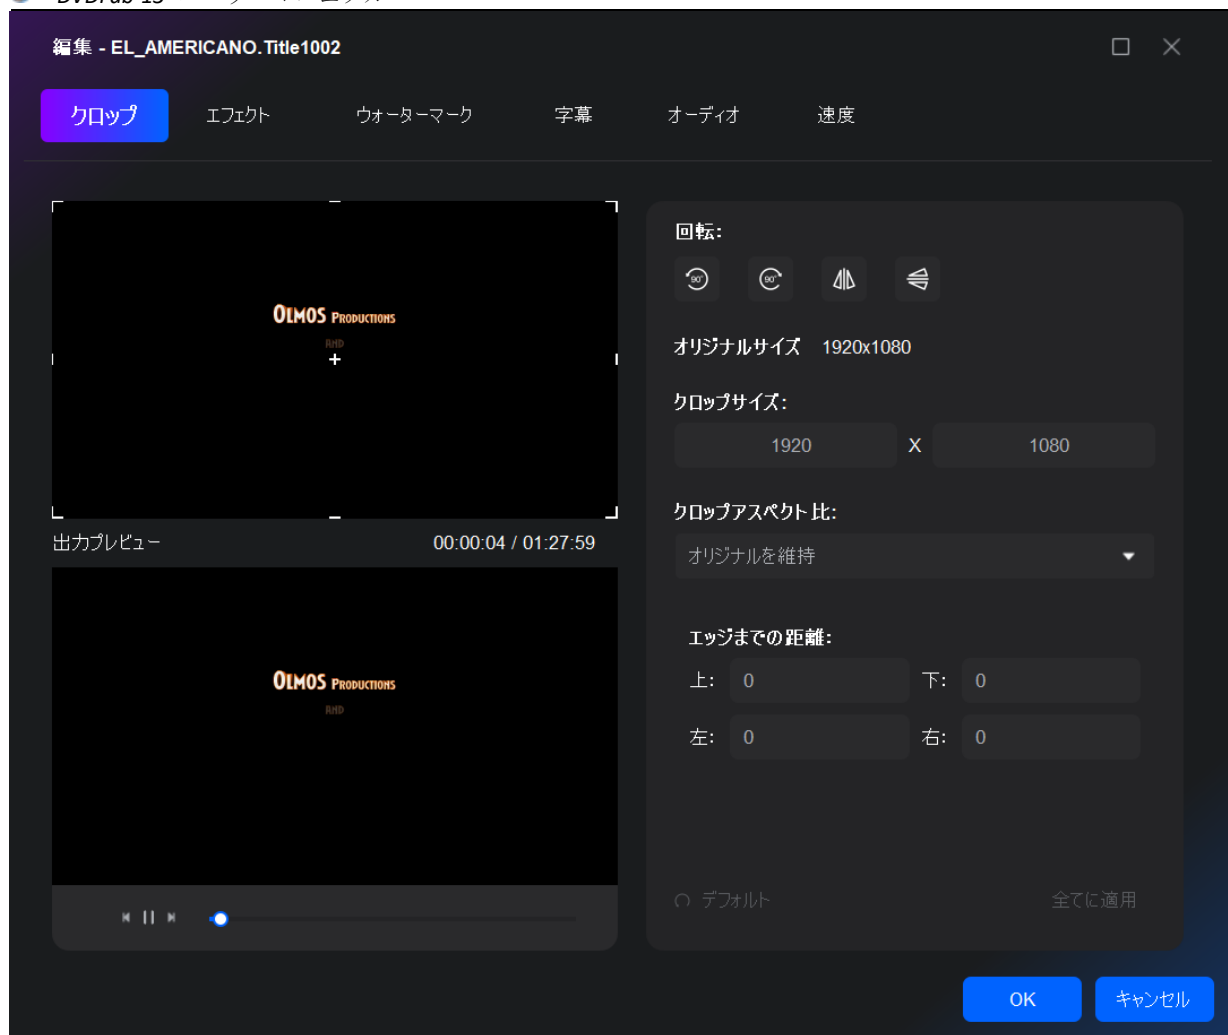 編集 - EL_AMERICANO.Title1002
クロップ エフェクト ウォーターマーク 字幕 オーディオ 速度
OLMOS PRODUCTIONS
RMD
出力プレビュー 00:00:04 / 01:27:59
OLMOS PRODUCTIONS
RMD
回転:
90° 90°
オリジナルサイズ 1920x1080
クロップサイズ:
1920 X 1080
クロップアスペクト比:
オリジナルを維持
エッジまでの距離:
上: 0 下: 0
左: 0 右: 0
デフォルト 全てに適用
OK キャンセル